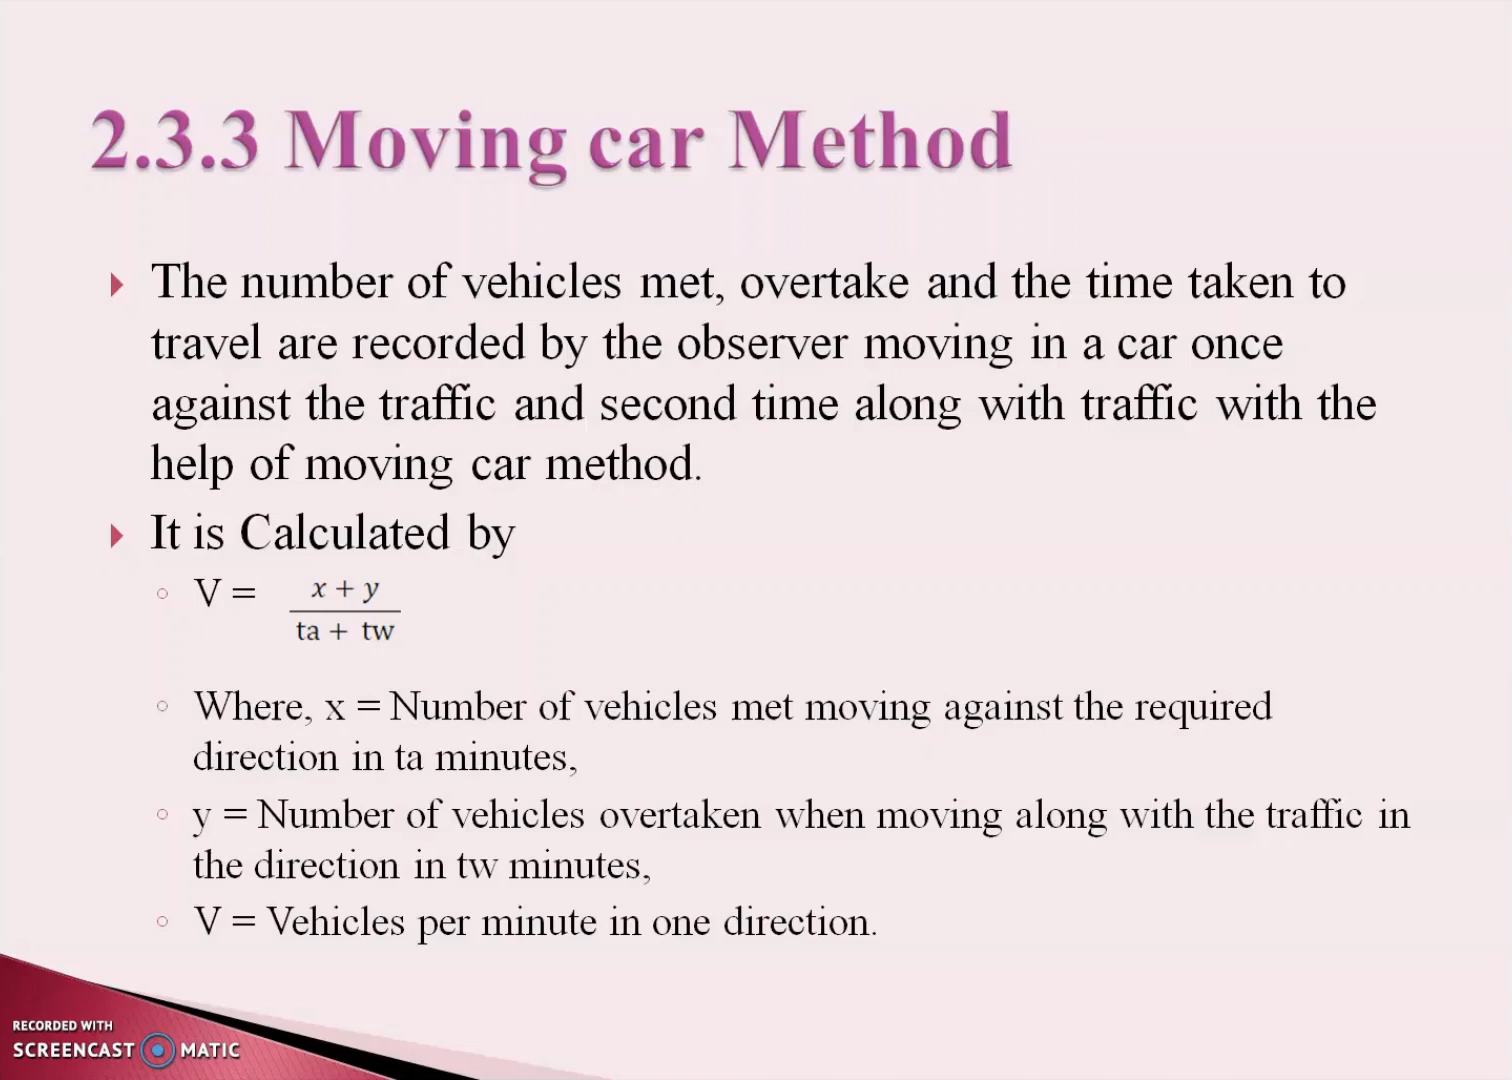 2.3.3 Moving car Method
The number of vehicles met, overtake and the time taken to
travel are recorded by the observer moving in a car once
against the traffic and second time along with traffic with the
help of moving car method.
It is Calculated by
V = x + y
ta + tw
Where, x = Number of vehicles met moving against the required
direction in ta minutes,
y = Number of vehicles overtaken when moving along with the traffic in
the direction in tw minutes,
V = Vehicles per minute in one direction.
RECORDED WITH
SCREENCAST MATIC